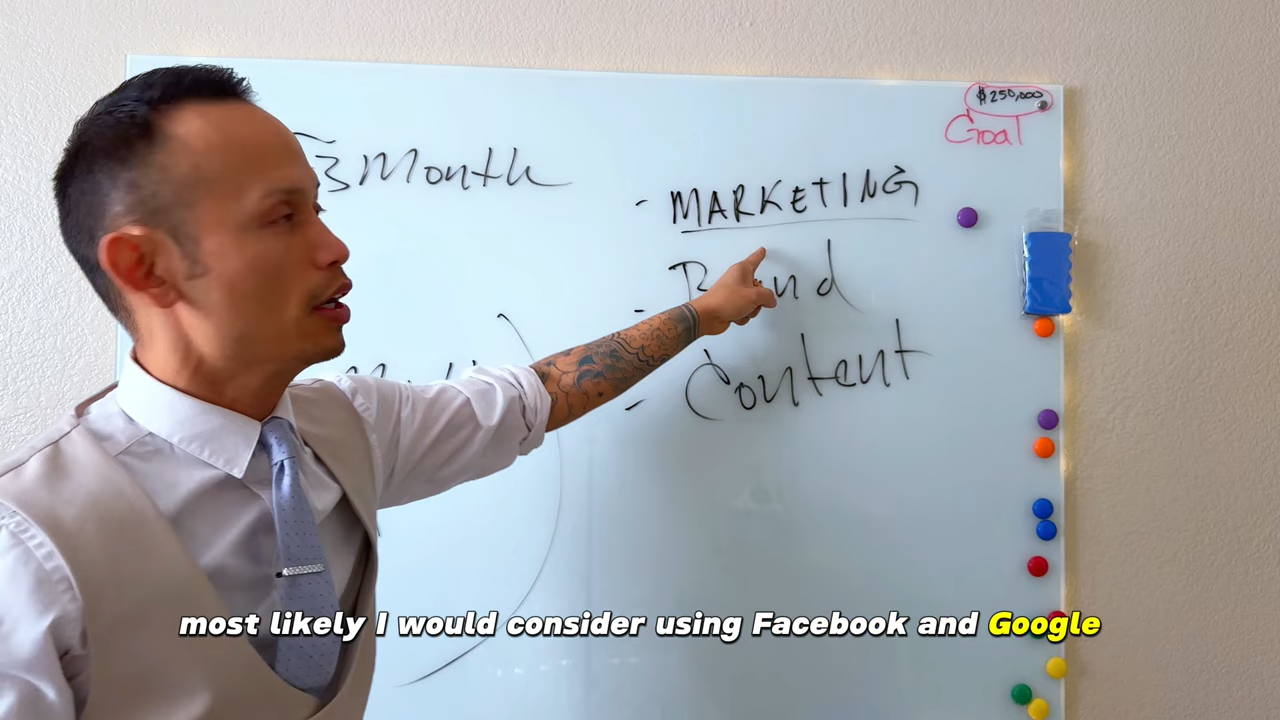 $250,000
Goal
3 Month
- MARKETING
- Brand
- Content
most likely I would consider using Facebook and Google